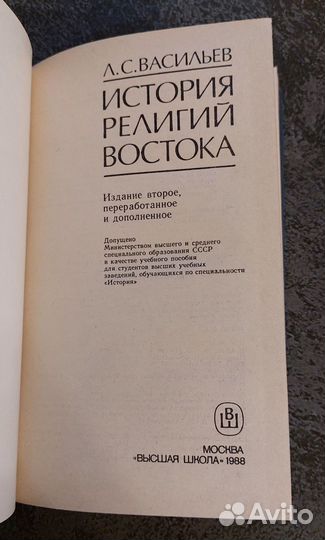 Л.С.ВАСИЛЬЕВ
ИСТОРИЯ
РЕЛИГИЙ
ВОСТОКА
Издание второе,
переработанное
и дополненное
Допущено
Министерством высшего и среднего
специального образования СССР
в качестве учебного пособия
для студентов высших учебных
заведений, обучающихся по специальности
«История»
ВШ
МОСКВА
«ВЫСШАЯ ШКОЛА» 1988
Avito